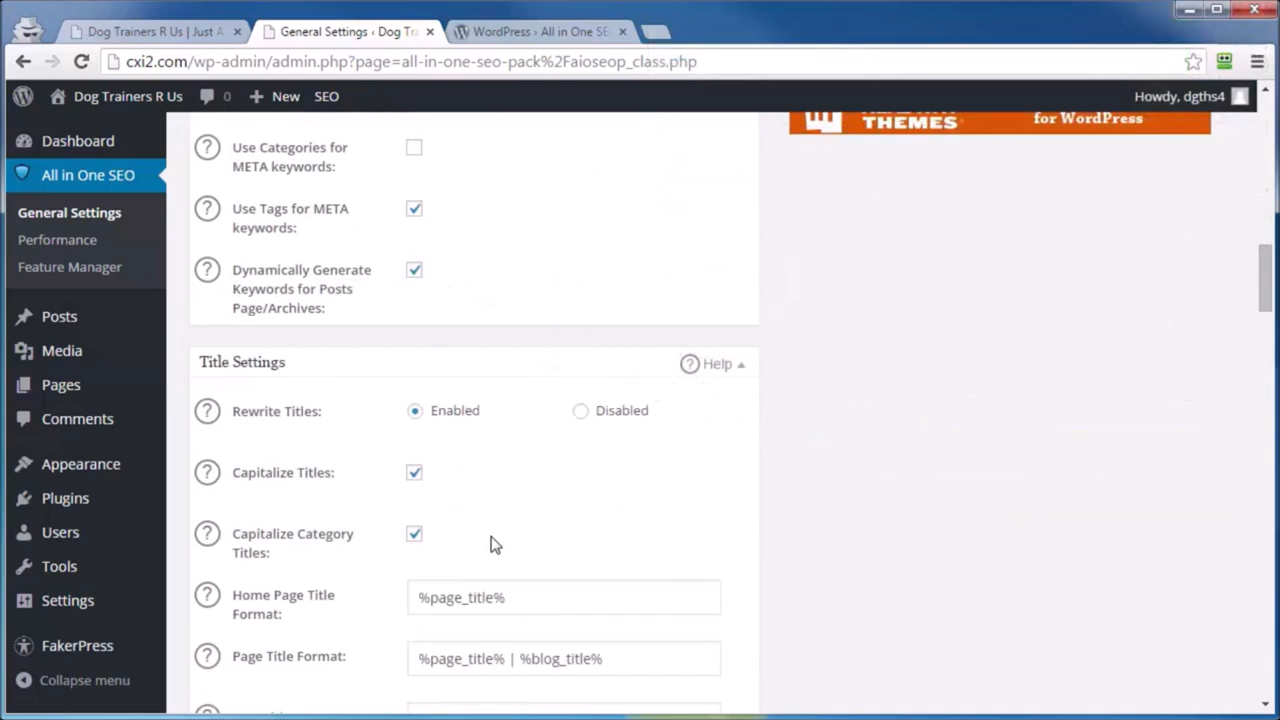 Dog Trainers R Us | Just A
General Settings ‹ Dog Tra
WordPress › All in One SE
cxi2.com/wp-admin/admin.php?page=all-in-one-seo-pack%2Faioseop_class.php
Dog Trainers R Us
0
New
SEO
Howdy, dgths4
THEMES
for WordPress
Dashboard
All in One SEO
General Settings
Performance
Feature Manager
Posts
Media
Pages
Comments
Appearance
Plugins
Users
Tools
Settings
FakerPress
Collapse menu
Use Categories for
META keywords:
Use Tags for META
keywords:
Dynamically Generate
Keywords for Posts
Page/Archives:
Title Settings
Help
Rewrite Titles:
Enabled
Disabled
Capitalize Titles:
Capitalize Category
Titles:
Home Page Title
Format:
%page_title%
Page Title Format:
%page_title% | %blog_title%